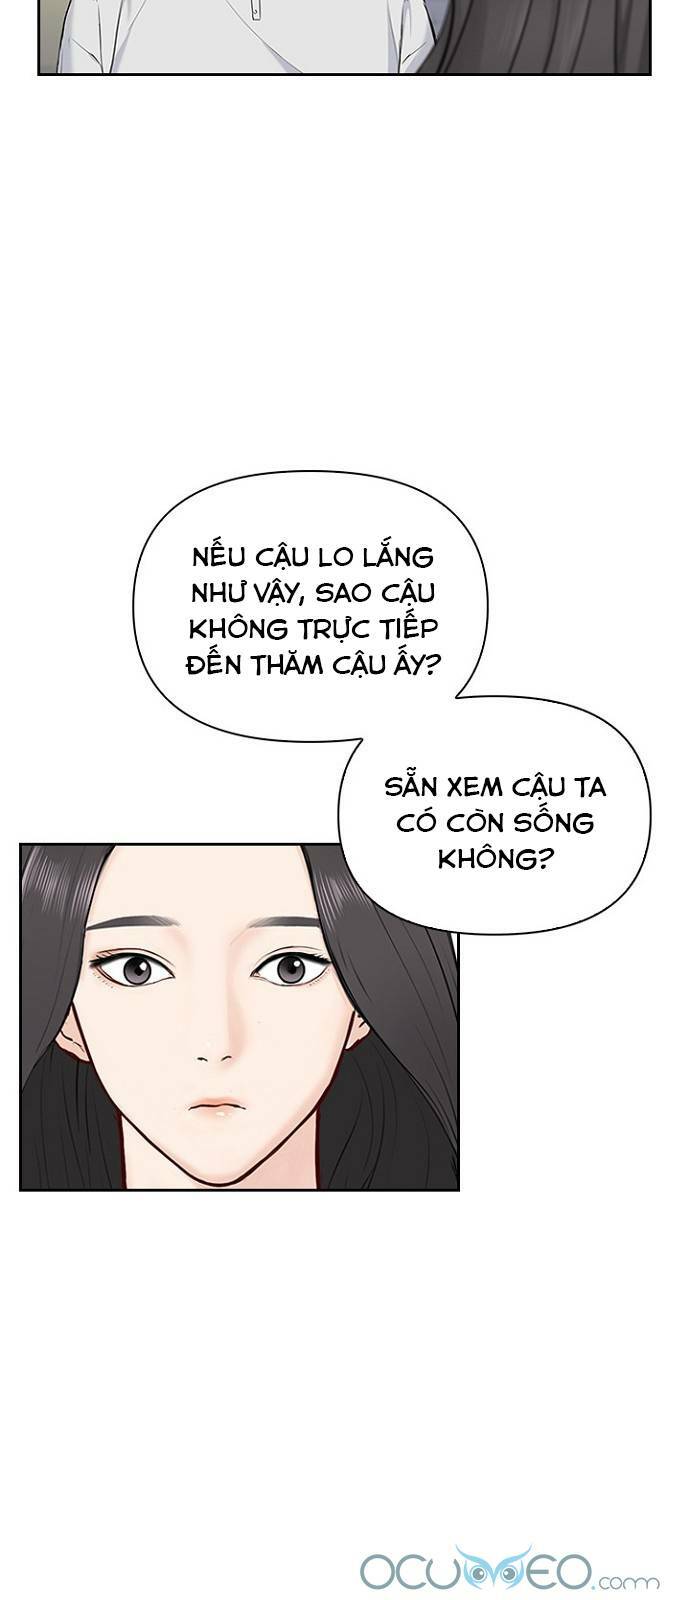 NẾU CẬU LO LẮNG
NHƯ VẬY, SAO CẬU
KHÔNG TRỰC TIẾP
ĐẾN THĂM CẬU ẤY?
SẴN XEM CẬU TA
CÓ CÒN SỐNG
KHÔNG?
OCUMEO.comm